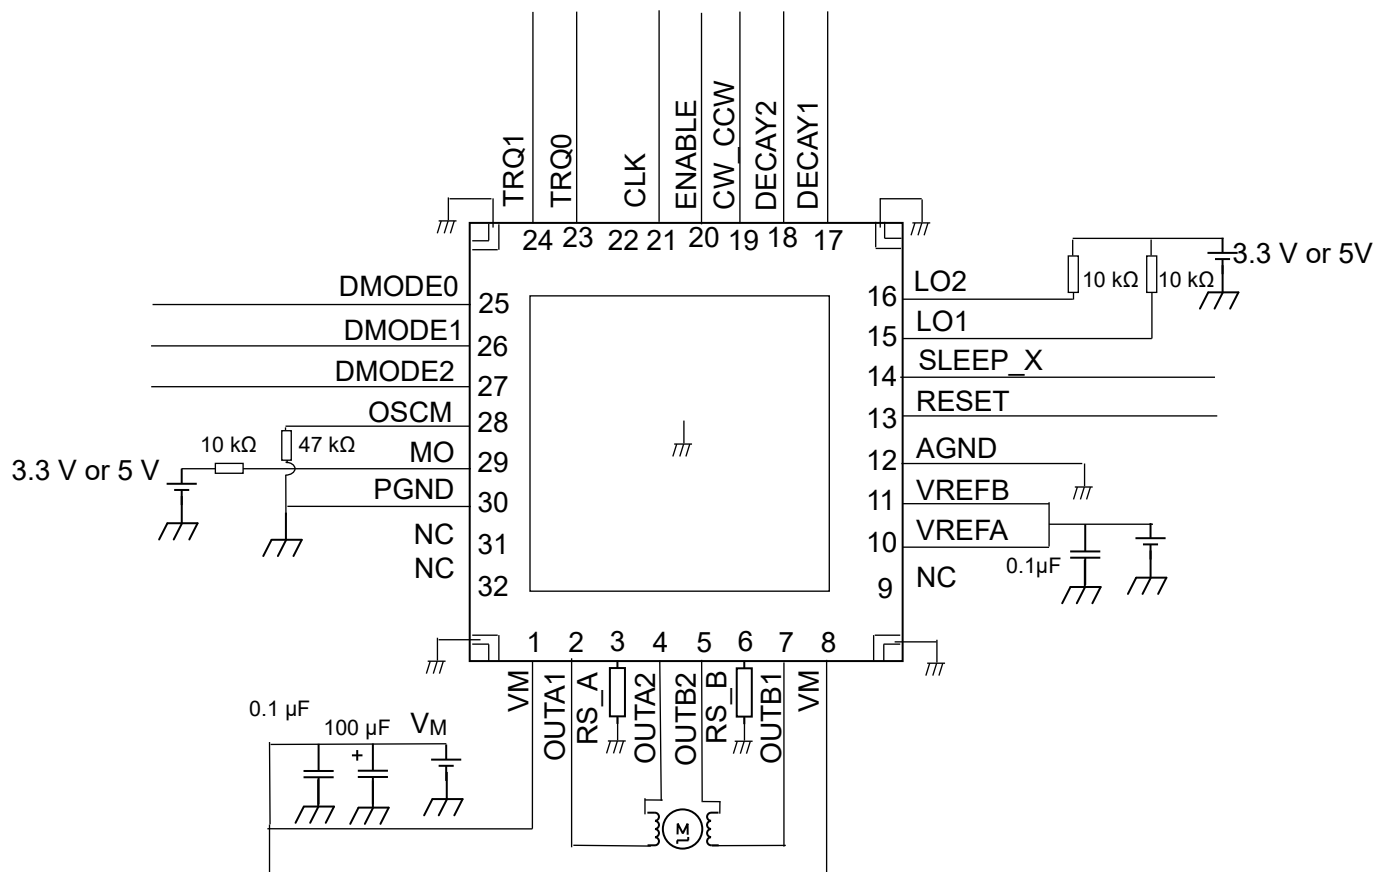 TRQ1
TRQ0
CLK
ENABLE
CW_CCW
DECAY2
DECAY1
24 23 22 21 20 19 18 17
DMODE0
25
DMODE1
26
DMODE2
27
OSCM
28
10 kΩ
47 kΩ
MO
29
3.3 V or 5 V
PGND
30
NC
31
NC
32
16
LO2
10 kΩ
10 kΩ
3.3 V or 5V
15
LO1
14
SLEEP_X
13
RESET
12
AGND
11
VREFB
10
VREFA
0.1µF
9
NC
1 2 3 4 5 6 7 8
VM
OUTA1
RS_A
OUTA2
OUTB2
RS_B
OUTB1
VM
0.1 µF
100 µF
VM
+
M